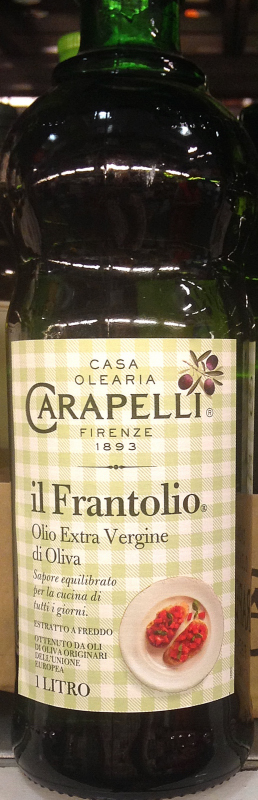 CASA
OLEARIA
CARAPELLI®
FIRENZE
1893
il Frantolio®
Olio Extra Vergine
di Oliva
Sapore equilibrato
per la cucina di
tutti i giorni.
ESTRATTO A FREDDO
OTTENUTO DA OLI
DI OLIVA ORIGINARI
DELL'UNIONE
EUROPEA
1 LITRO